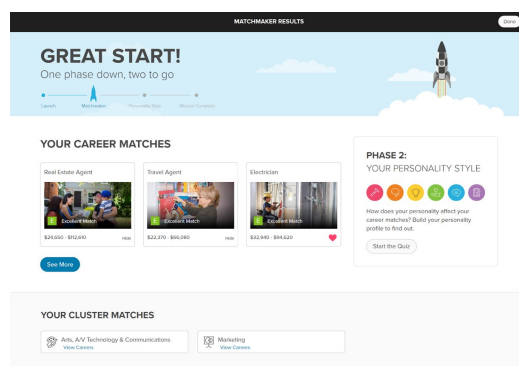 MATCHMAKER RESULTS
Done
GREAT START!
One phase down, two to go
Launch
Matchmaker
Personality Style
Mission Complete
YOUR CAREER MATCHES
Real Estate Agent
E Excellent Match
$24,650 - $112,610
Hide
Travel Agent
E Excellent Match
$22,370 - $66,080
Hide
Electrician
E Excellent Match
$32,940 - $94,620
See More
PHASE 2:
YOUR PERSONALITY STYLE
How does your personality affect your
career matches? Build your personality
profile to find out.
Start the Quiz
YOUR CLUSTER MATCHES
Arts, A/V Technology & Communications
View Careers
Marketing
View Careers